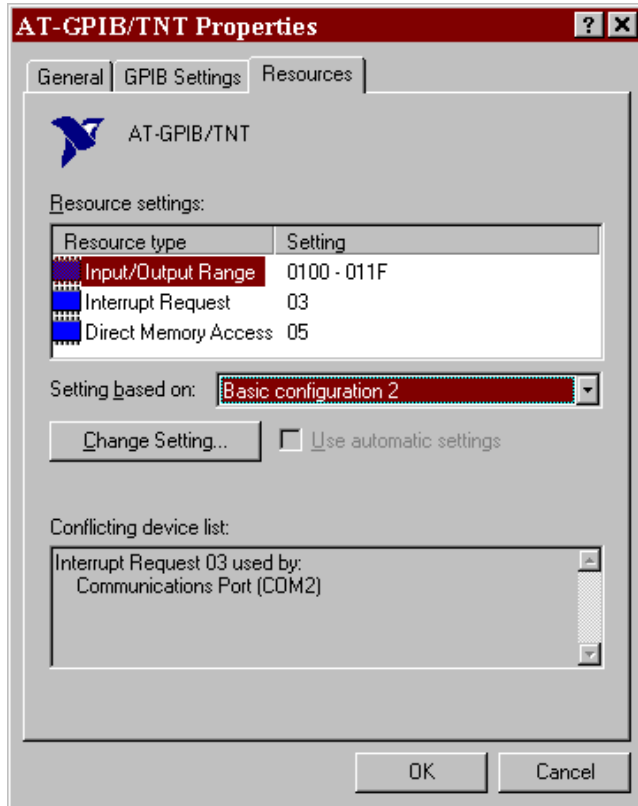 AT-GPIB/TNT Properties
General GPIB Settings Resources
AT-GPIB/TNT
Resource settings:
Resource type Setting
Input/Output Range 0100 - 011F
Interrupt Request 03
Direct Memory Access 05
Setting based on: Basic configuration 2
Change Setting... Use automatic settings
Conflicting device list:
Interrupt Request 03 used by:
Communications Port (COM2)
OK Cancel